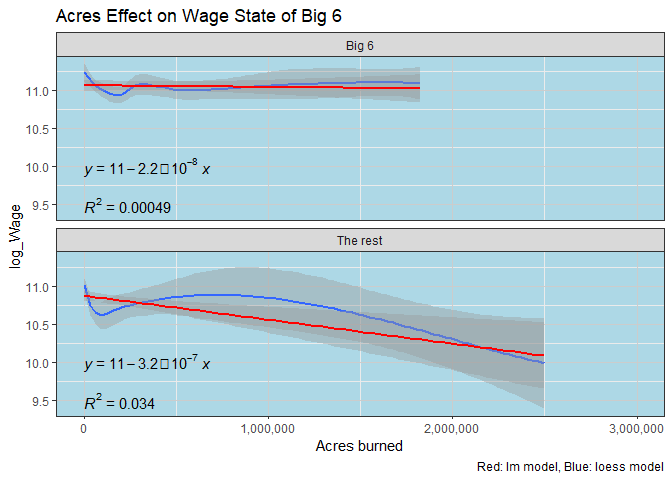 Acres Effect on Wage State of Big 6
Big 6
11.0
10.5
10.0
9.5
y = 11 − 2.2□10⁻⁸ x
R² = 0.00049
log_Wage
The rest
11.0
10.5
10.0
9.5
y = 11 − 3.2□10⁻⁷ x
R² = 0.034
0
1,000,000
2,000,000
3,000,000
Acres burned
Red: lm model, Blue: loess model